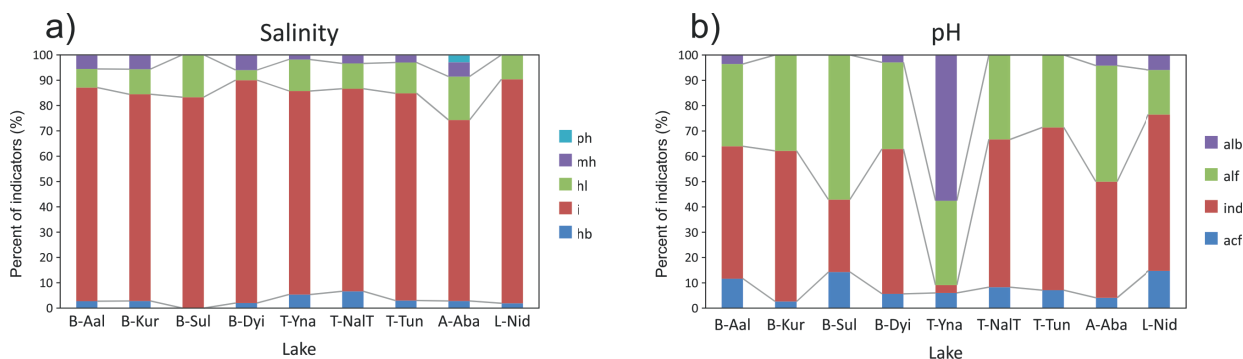 a)
Salinity
Percent of indicators (%)
100
90
80
70
60
50
40
30
20
10
0
B-Aal B-Kur B-Sul B-Dyi T-Yna T-NalT T-Tun A-Aba L-Nid
Lake
ph
mh
hl
i
hb
b)
pH
Percent of indicators (%)
100
90
80
70
60
50
40
30
20
10
0
B-Aal B-Kur B-Sul B-Dyi T-Yna T-NalT T-Tun A-Aba L-Nid
Lake
alb
alf
ind
acf